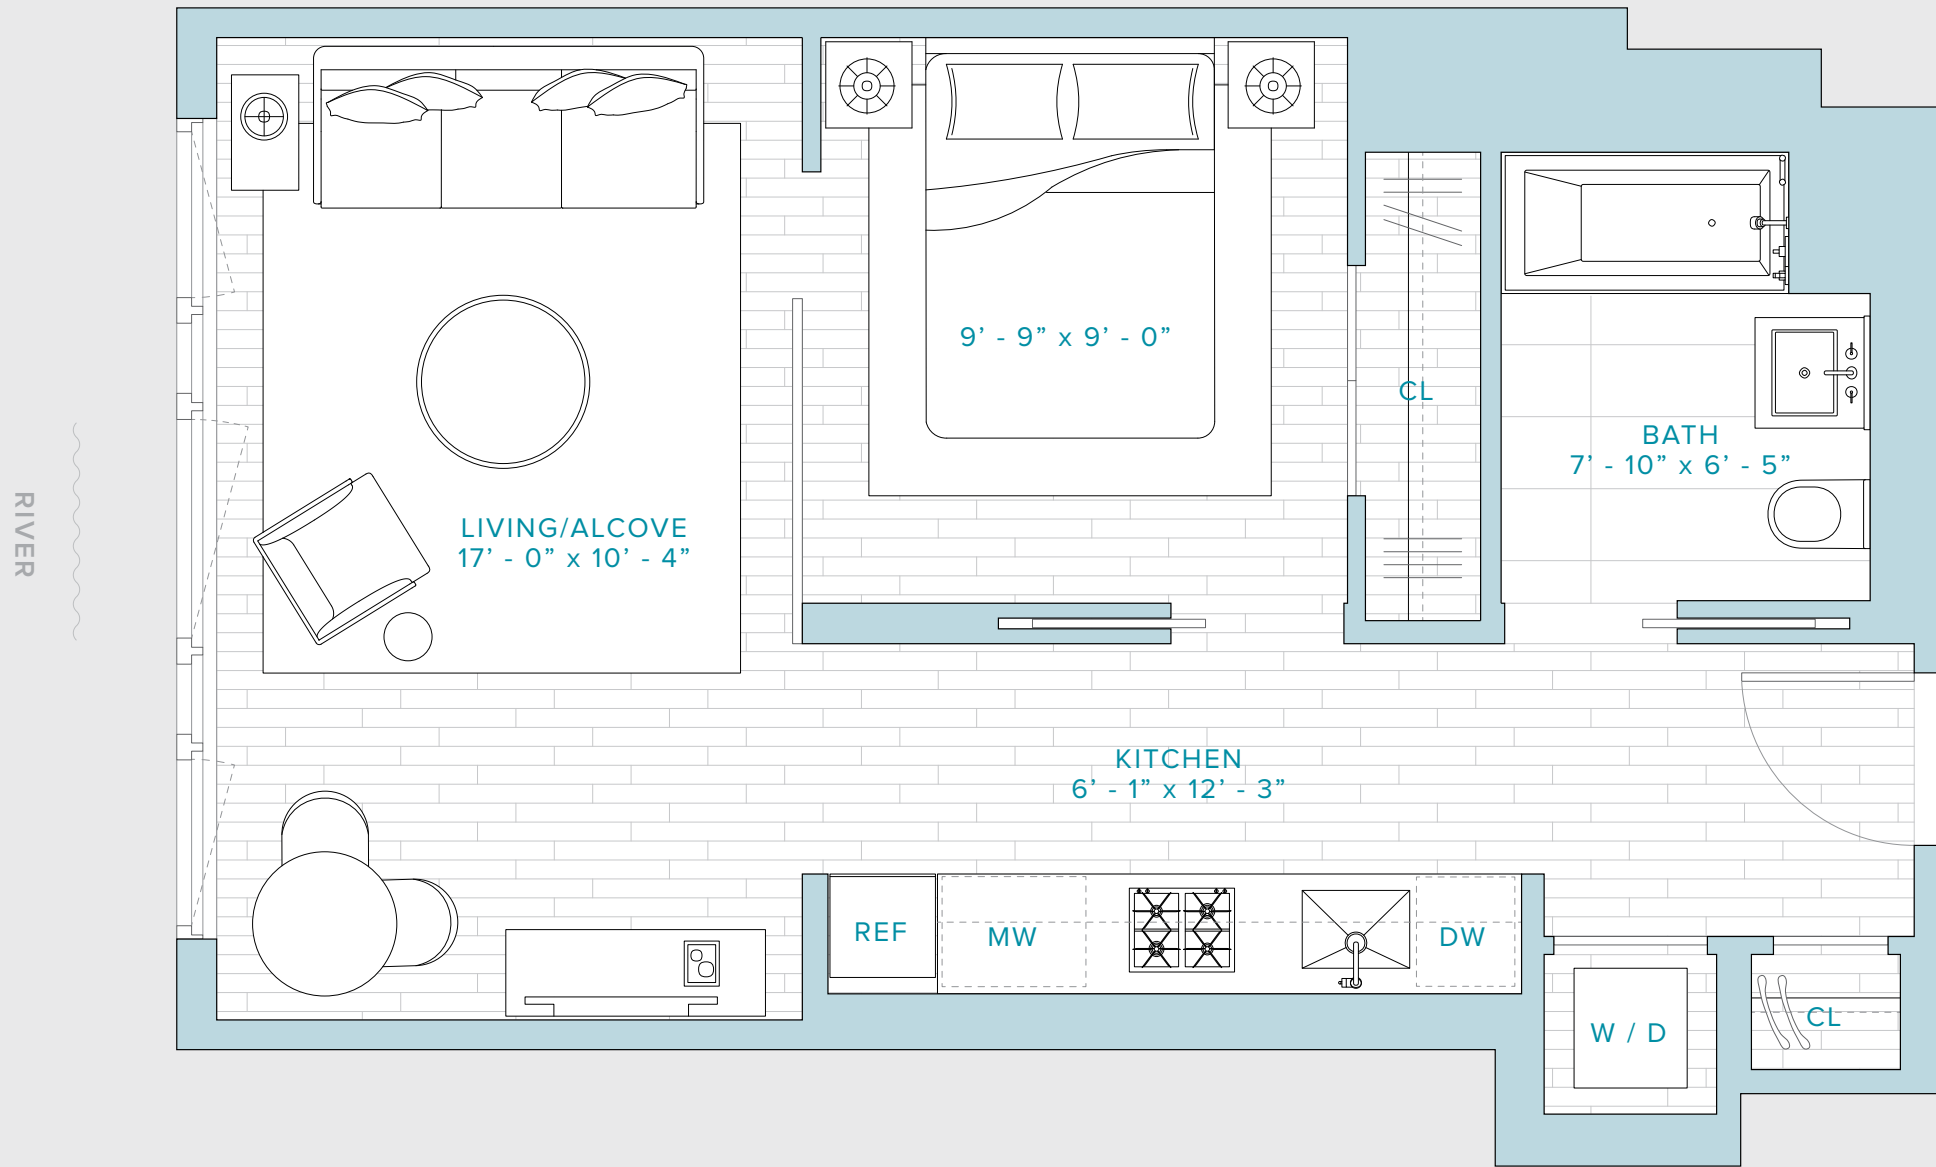 RIVER
LIVING/ALCOVE
17’ - 0” x 10’ - 4”
9’ - 9” x 9’ - 0”
CL
BATH
7’ - 10” x 6’ - 5”
KITCHEN
6’ - 1” x 12’ - 3”
REF
MW
DW
W / D
CL